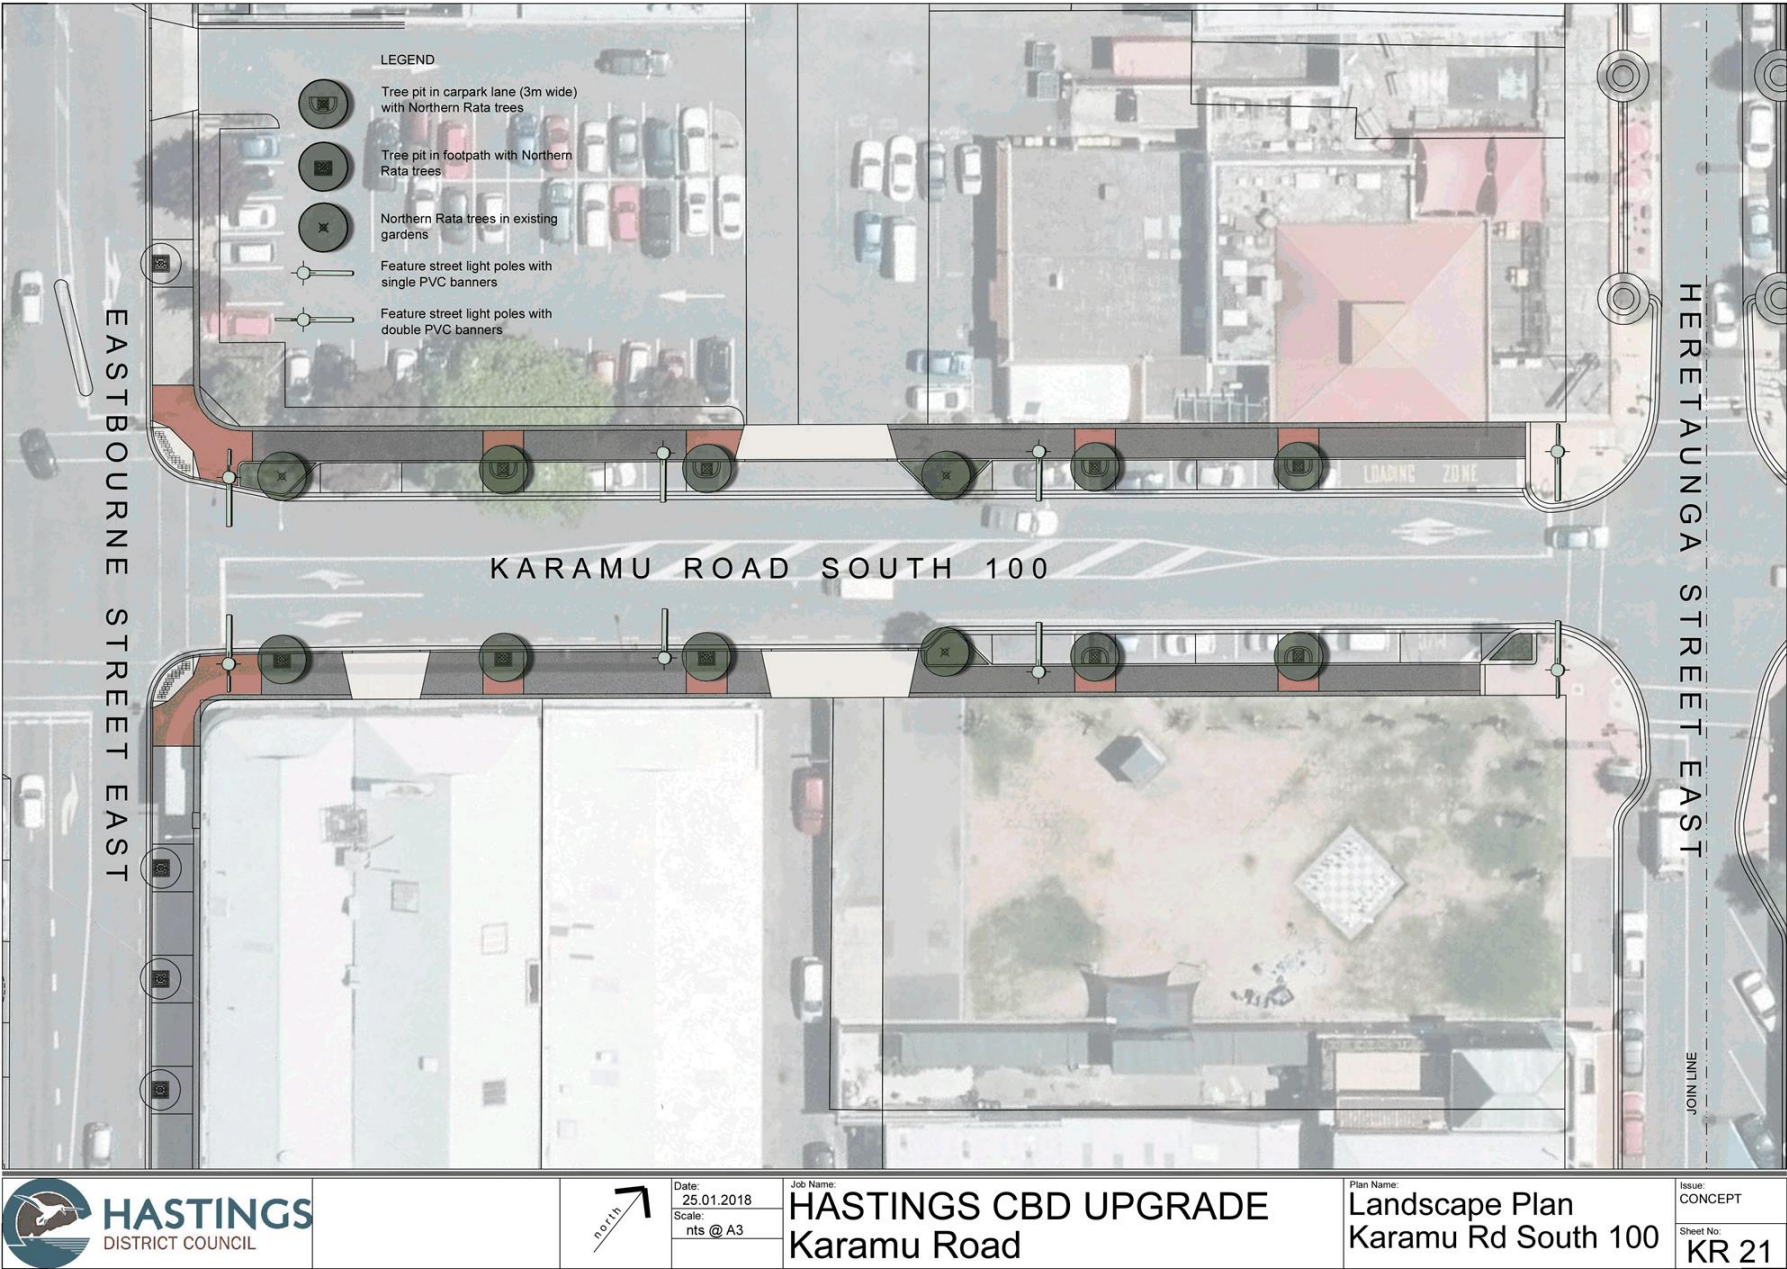 LEGEND
Tree pit in carpark lane (3m wide)
with Northern Rata trees
Tree pit in footpath with Northern
Rata trees
Northern Rata trees in existing
gardens
Feature street light poles with
single PVC banners
Feature street light poles with
double PVC banners
EASTBOURNE STREET EAST
HERETAUNGA STREET EAST
LOADING ZONE
KARAMU ROAD SOUTH 100
JOIN LINE
HASTINGS
DISTRICT COUNCIL
north
Date:
25.01.2018
Scale:
nts @ A3
Job Name:
HASTINGS CBD UPGRADE
Karamu Road
Plan Name:
Landscape Plan
Karamu Rd South 100
Issue:
CONCEPT
Sheet No:
KR 21